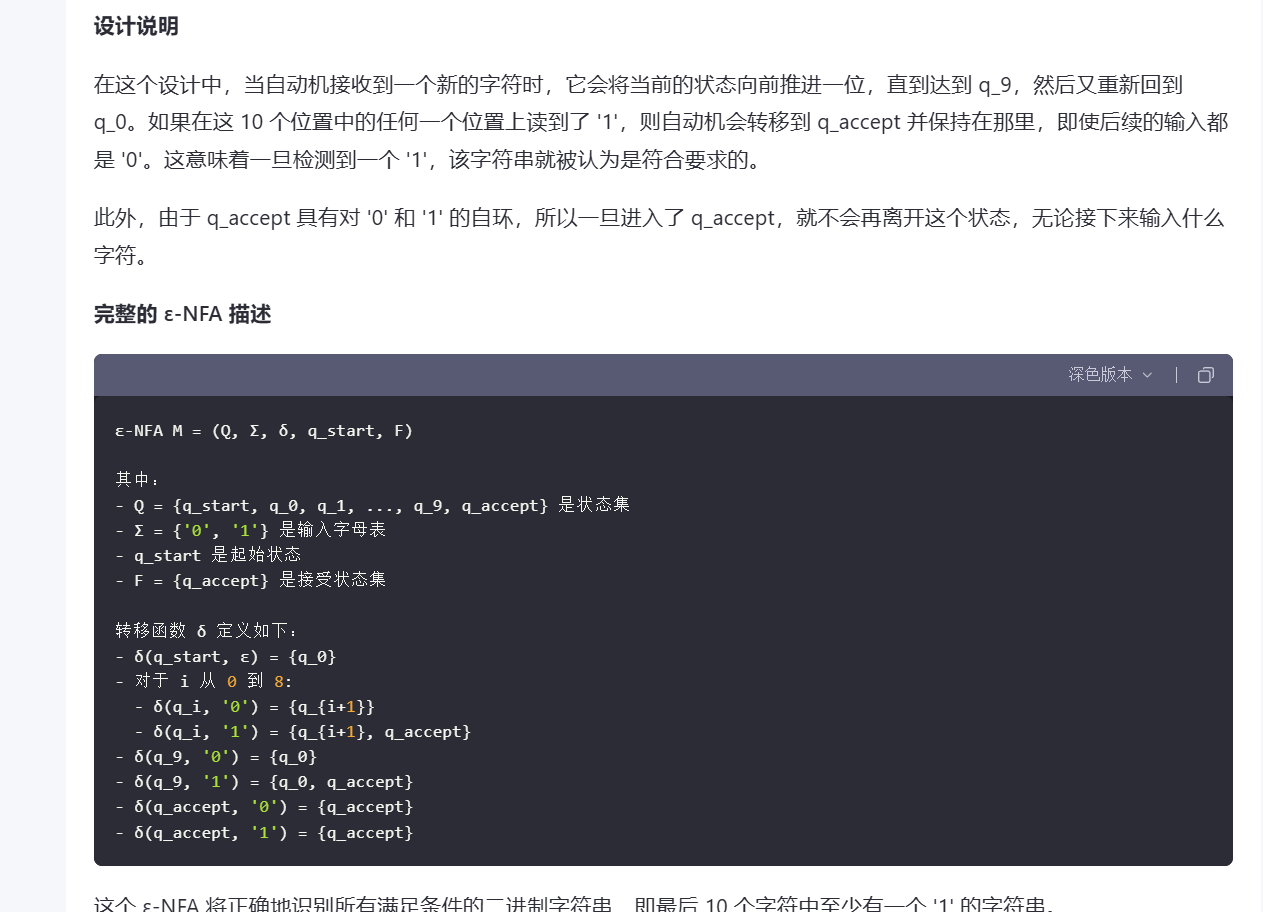 设计说明
在这个设计中，当自动机接收到一个新的字符时，它会将当前的状态向前推进一位，直到达到 q_9，然后又重新回到
q_0。如果在这 10 个位置中的任何一个位置上读到了 '1'，则自动机会转移到 q_accept 并保持在那里，即使后续的输入都
是 '0'。这意味着一旦检测到一个 '1'，该字符串就被认为是符合要求的。
此外，由于 q_accept 具有对 '0' 和 '1' 的自环，所以一旦进入了 q_accept，就不会再离开这个状态，无论接下来输入什么
字符。
完整的 ε-NFA 描述
深色版本
ε-NFA M = (Q, Σ, δ, q_start, F)
其中：
- Q = {q_start, q_0, q_1, ..., q_9, q_accept} 是状态集
- Σ = {'0', '1'} 是输入字母表
- q_start 是起始状态
- F = {q_accept} 是接受状态集
转移函数 δ 定义如下：
- δ(q_start, ε) = {q_0}
- 对于 i 从 0 到 8:
- δ(q_i, '0') = {q_{i+1}}
- δ(q_i, '1') = {q_{i+1}, q_accept}
- δ(q_9, '0') = {q_0}
- δ(q_9, '1') = {q_0, q_accept}
- δ(q_accept, '0') = {q_accept}
- δ(q_accept, '1') = {q_accept}
这个 ε-NFA 将正确地识别所有满足条件的二进制字符串，即最后 10 个字符中至少有一个 '1' 的字符串。